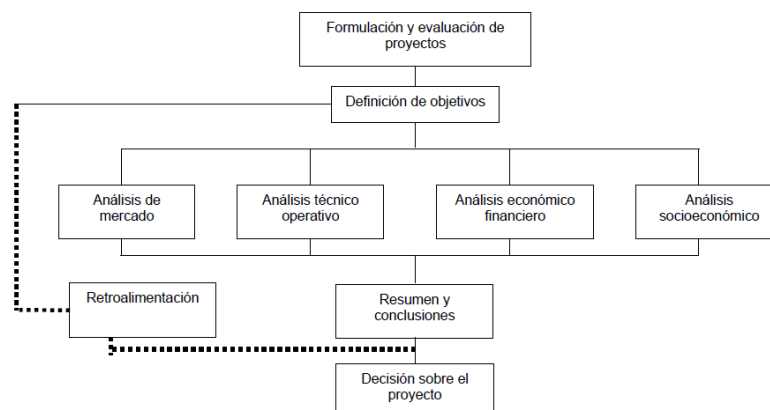 Formulación y evaluación de
proyectos
Definición de objetivos
Análisis de
mercado
Análisis técnico
operativo
Análisis económico
financiero
Análisis
socioeconómico
Retroalimentación
Resumen y
conclusiones
Decisión sobre el
proyecto